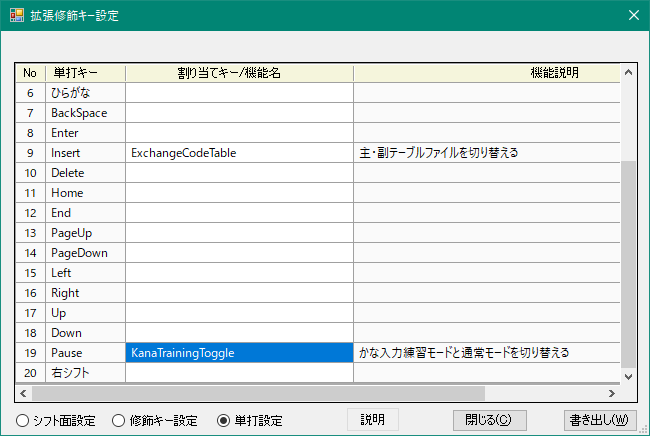 拡張修飾キー設定
No 単打キー 割り当てキー/機能名 機能説明
6 ひらがな
7 BackSpace
8 Enter
9 Insert ExchangeCodeTable 主・副テーブルファイルを切り替える
10 Delete
11 Home
12 End
13 PageUp
14 PageDown
15 Left
16 Right
17 Up
18 Down
19 Pause KanaTrainingToggle かな入力練習モードと通常モードを切り替える
20 右シフト
シフト面設定 修飾キー設定 単打設定 説明 閉じる(C) 書き出し(W)